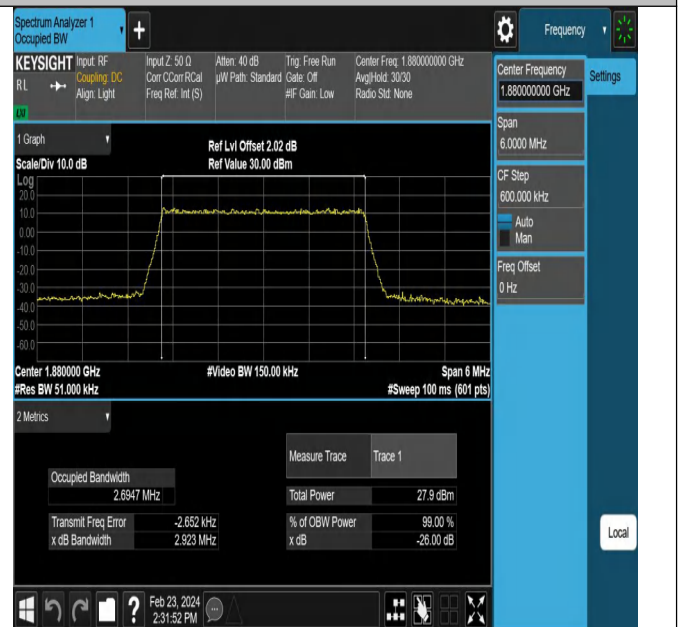 Spectrum Analyzer 1
Occupied BW
+
Frequency
KEYSIGHT
RL
LXI
Input: RF
Coupling: DC
Align: Light
Input Z: 50 Ω
Corr CCorr RCal
Freq Ref: Int (S)
Atten: 40 dB
µW Path: Standard
Trig: Free Run
Gate: Off
#IF Gain: Low
Center Freq: 1.880000000 GHz
Avg|Hold: 30/30
Radio Std: None
Center Frequency
1.880000000 GHz
Settings
Span
6.0000 MHz
CF Step
600.000 kHz
Auto
Man
Freq Offset
0 Hz
1 Graph
Scale/Div 10.0 dB
Ref Lvl Offset 2.02 dB
Ref Value 30.00 dBm
Log
20.0
10.0
0.00
-10.0
-20.0
-30.0
-40.0
-50.0
-60.0
Center 1.880000 GHz
#Video BW 150.00 kHz
Span 6 MHz
#Res BW 51.000 kHz
#Sweep 100 ms (601 pts)
2 Metrics
Measure Trace
Trace 1
Occupied Bandwidth
2.6947 MHz
Total Power
27.9 dBm
Transmit Freq Error
-2.652 kHz
% of OBW Power
99.00 %
x dB Bandwidth
2.923 MHz
x dB
-26.00 dB
Local
?
Feb 23, 2024
2:31:52 PM